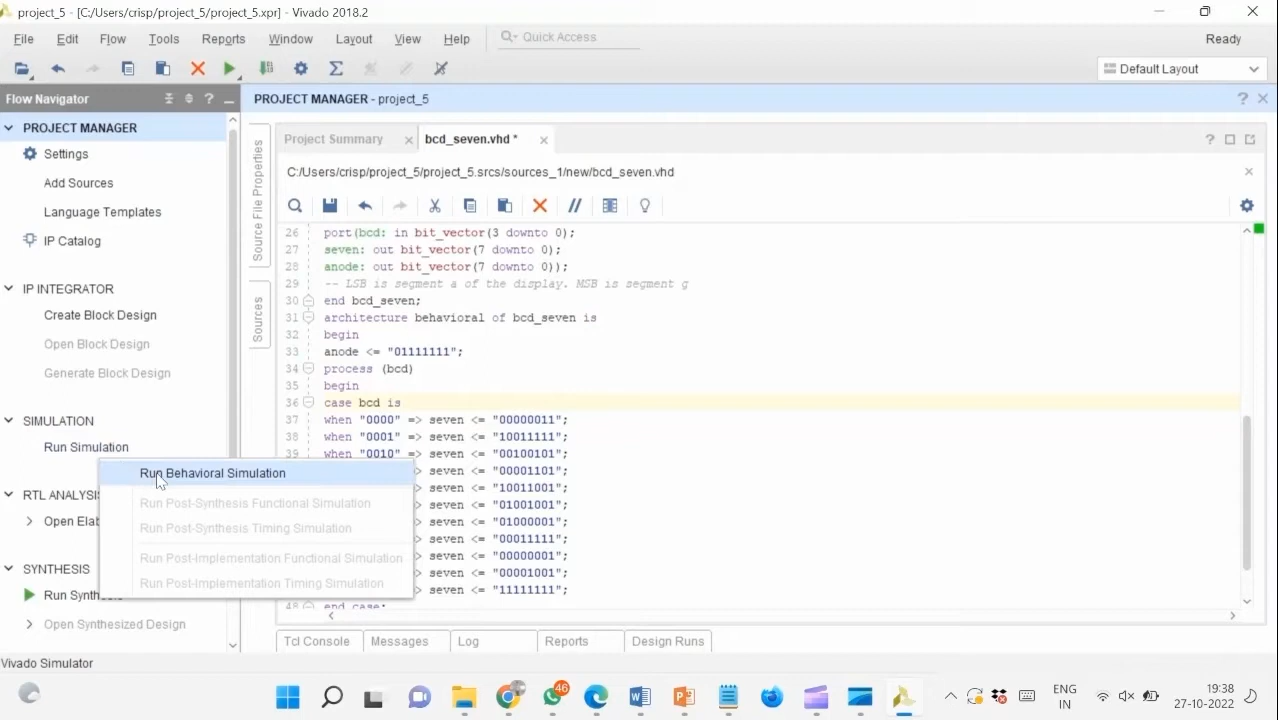 project_5 - [C:/Users/crisp/project_5/project_5.xpr] - Vivado 2018.2
File Edit Flow Tools Reports Window Layout View Help Quick Access Ready
Default Layout
Flow Navigator
PROJECT MANAGER - project_5
PROJECT MANAGER
Settings
Add Sources
Language Templates
IP Catalog
IP INTEGRATOR
Create Block Design
Open Block Design
Generate Block Design
SIMULATION
Run Simulation
Run Behavioral Simulation
Run Post-Synthesis Functional Simulation
Run Post-Synthesis Timing Simulation
Run Post-Implementation Functional Simulation
Run Post-Implementation Timing Simulation
RTL ANALYSIS
Open Elab
SYNTHESIS
Run Synthe
Open Synthesized Design
Source File Properties
Sources
Project Summary bcd_seven.vhd *
C:/Users/crisp/project_5/project_5.srcs/sources_1/new/bcd_seven.vhd
26 port(bcd: in bit_vector(3 downto 0);
27 seven: out bit_vector(7 downto 0);
28 anode: out bit_vector(7 downto 0));
29 -- LSB is segment a of the display. MSB is segment g
30 end bcd_seven;
31 architecture behavioral of bcd_seven is
32 begin
33 anode <= "01111111";
34 process (bcd)
35 begin
36 case bcd is
37 when "0000" => seven <= "00000011";
38 when "0001" => seven <= "10011111";
39 when "0010" => seven <= "00100101";
> seven <= "00001101";
> seven <= "10011001";
> seven <= "01001001";
> seven <= "01000001";
> seven <= "00011111";
> seven <= "00000001";
> seven <= "00001001";
> seven <= "11111111";
48 end case;
Tcl Console Messages Log Reports Design Runs
Vivado Simulator
46
ENG
IN
19:38
27-10-2022